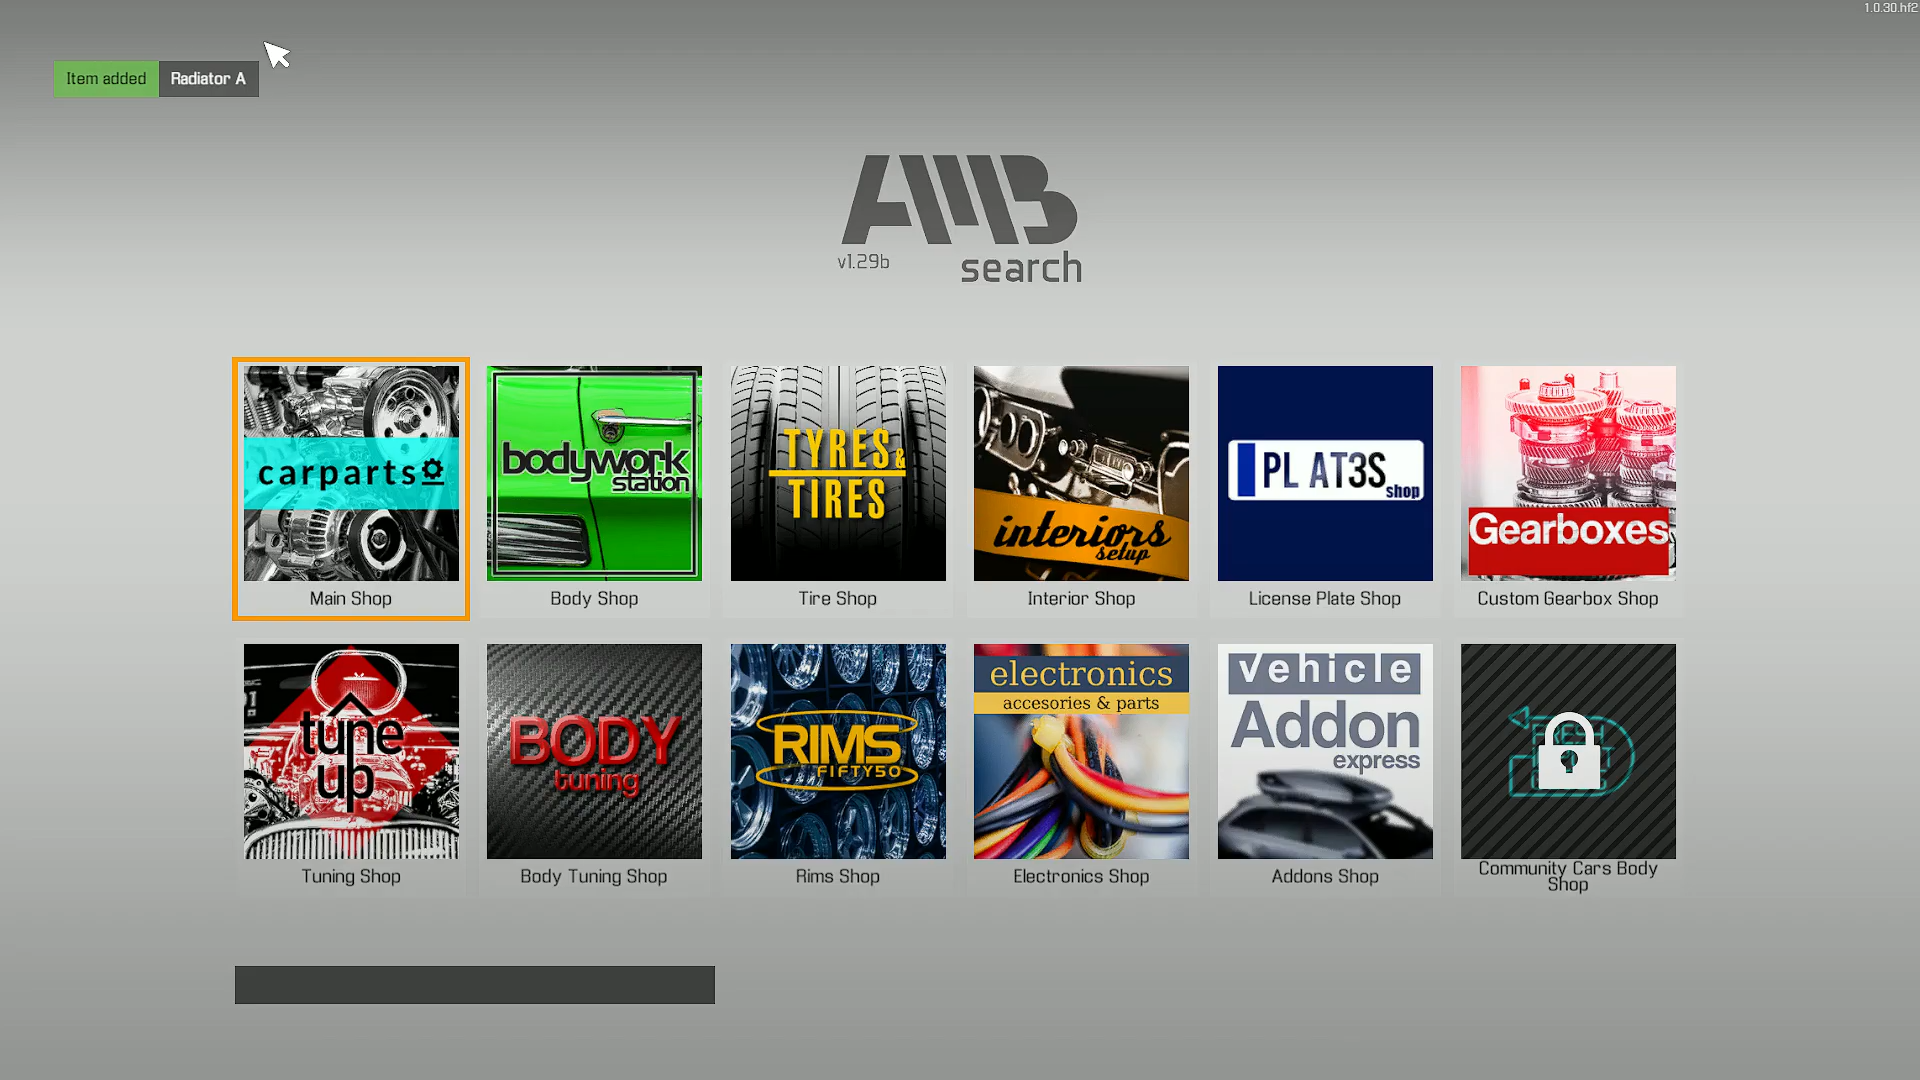 1.0.30.hf2
Item added Radiator A
AMB
v1.29b
search
carparts
bodywork
station
TYRES &
TIRES
interiors
setup
PL AT3S
shop
Gearboxes
Main Shop
Body Shop
Tire Shop
Interior Shop
License Plate Shop
Custom Gearbox Shop
tune
up
BODY
tuning
RIMS
FIFTY50
electronics
accesories & parts
vehicle
Addon
express
FRESH
Tuning Shop
Body Tuning Shop
Rims Shop
Electronics Shop
Addons Shop
Community Cars Body
Shop